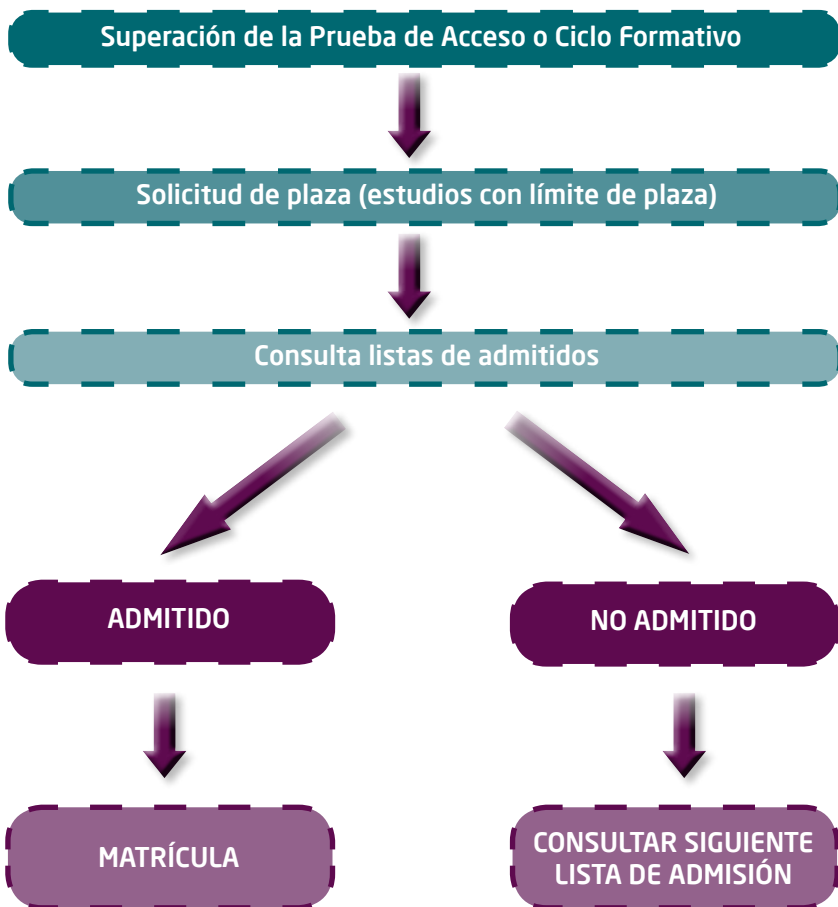 Superación de la Prueba de Acceso o Ciclo Formativo
Solicitud de plaza (estudios con límite de plaza)
Consulta listas de admitidos
ADMITIDO
NO ADMITIDO
MATRÍCULA
CONSULTAR SIGUIENTE
LISTA DE ADMISIÓN